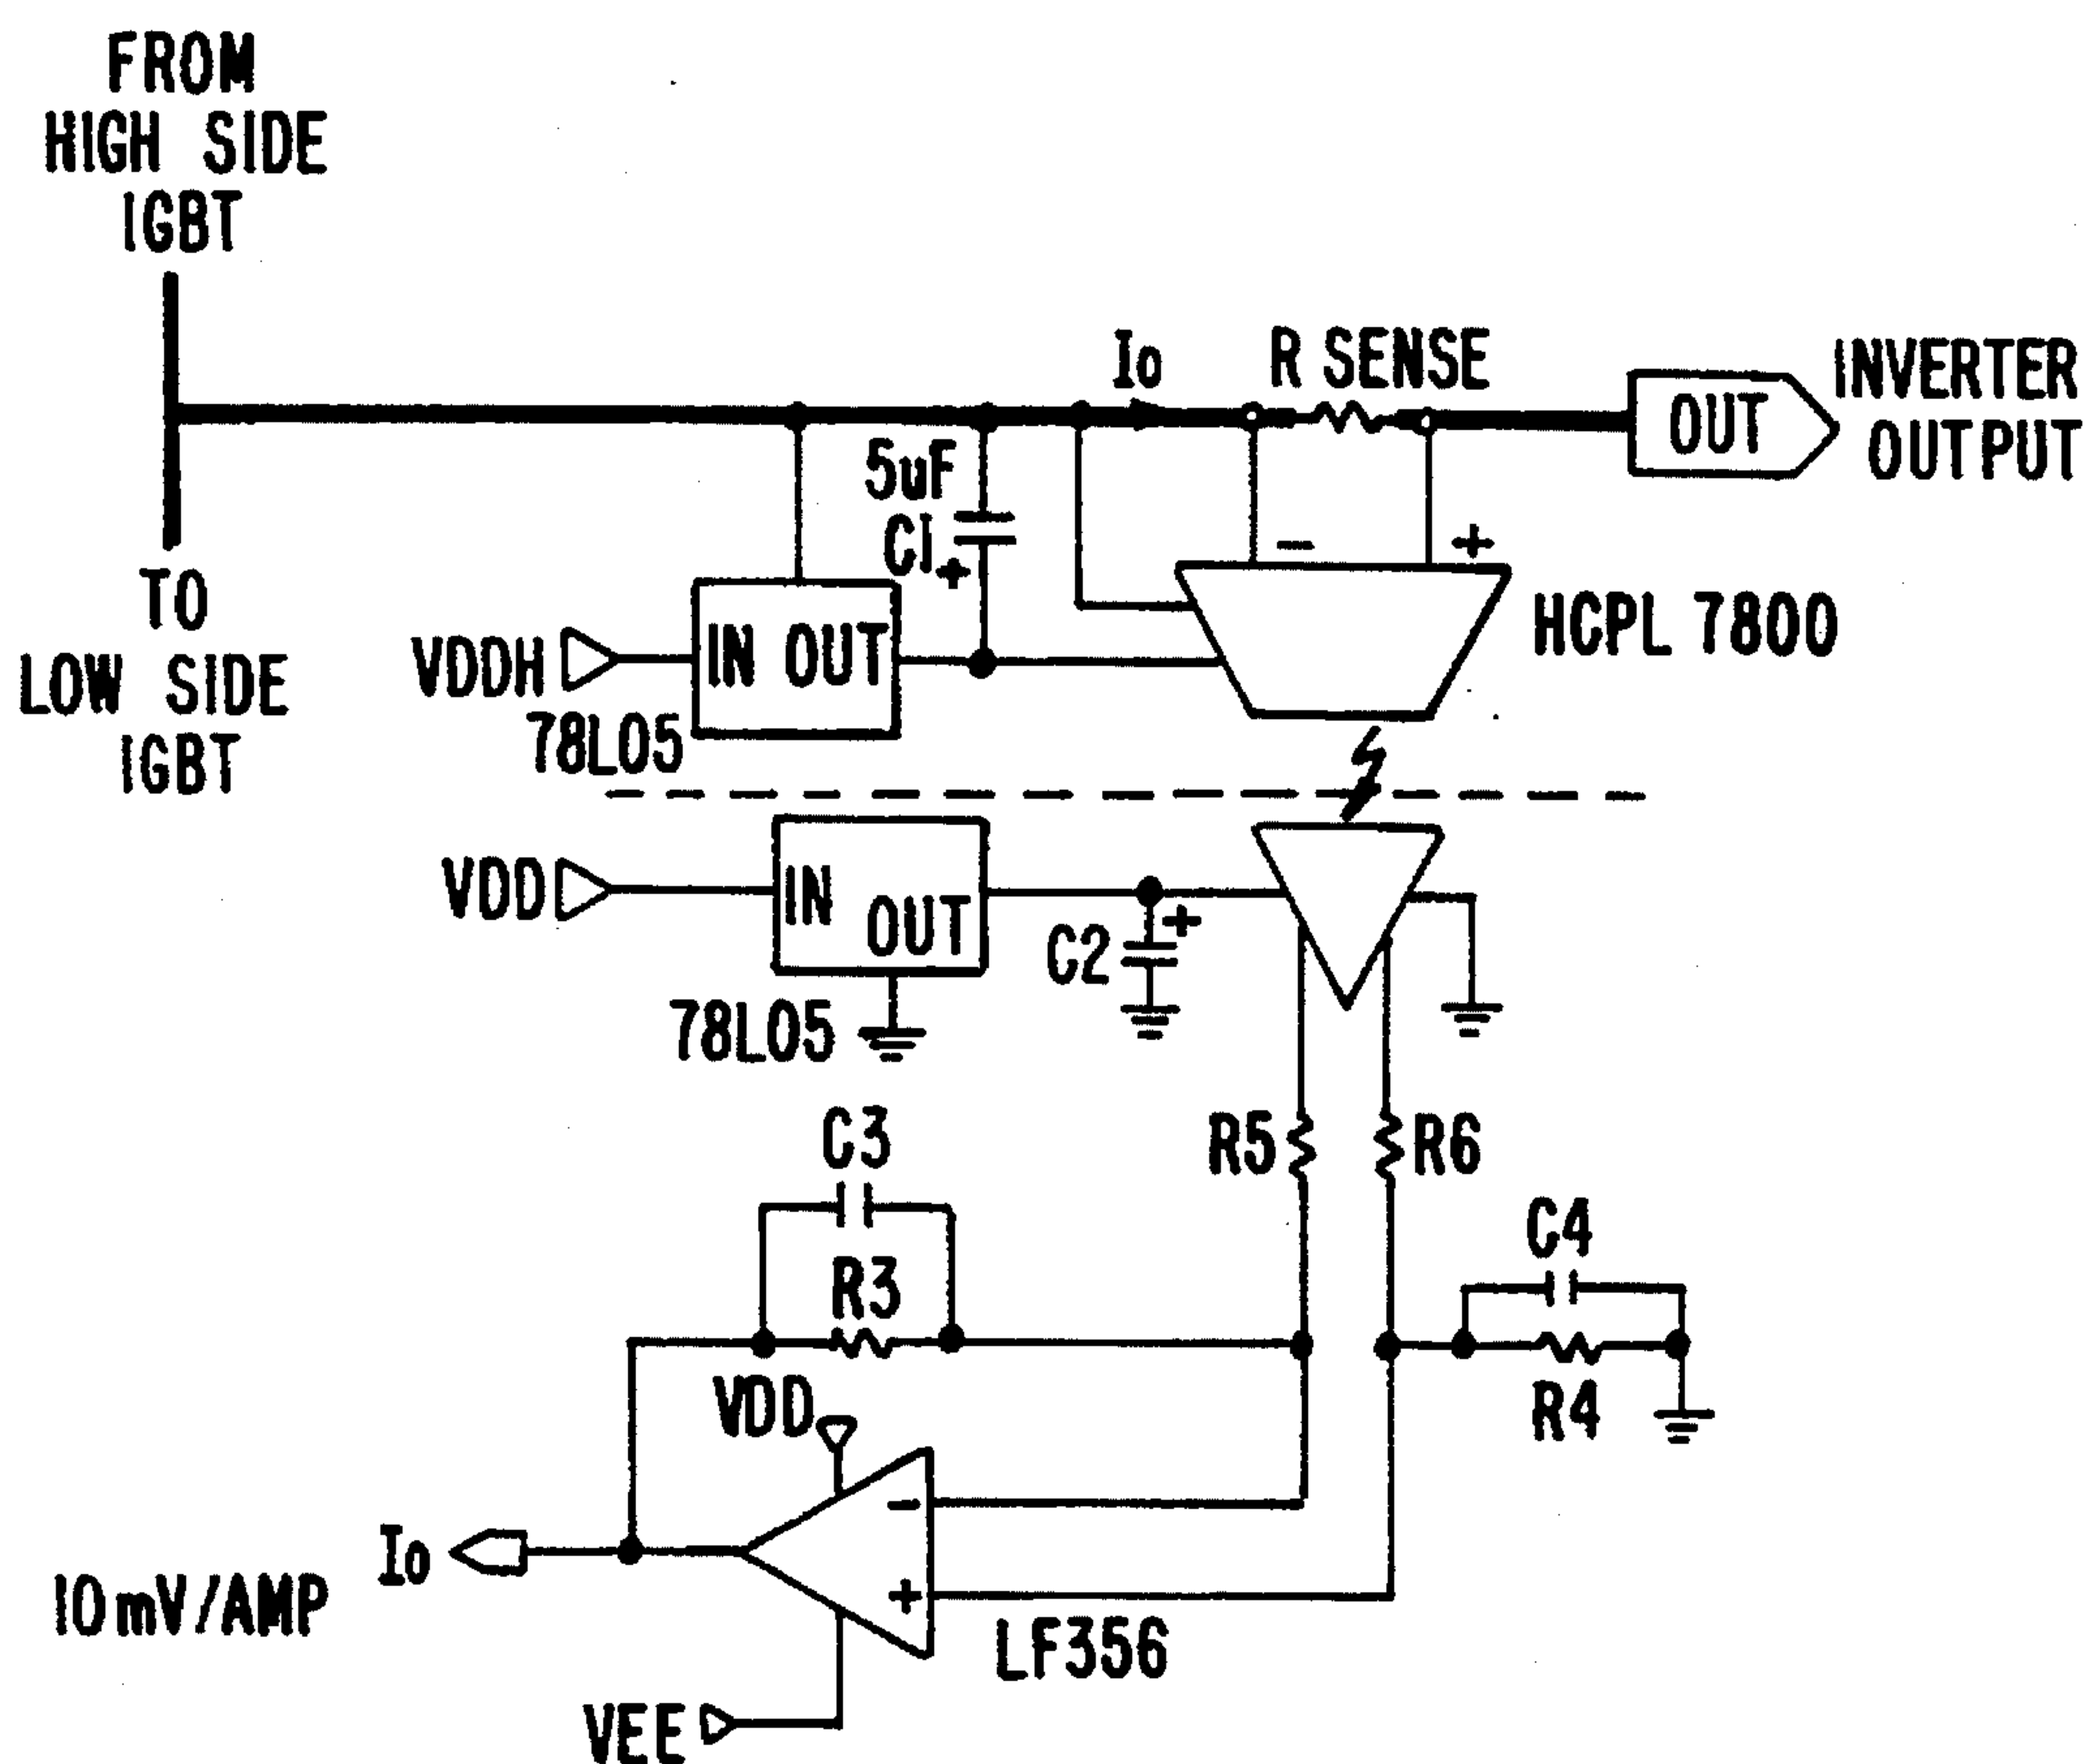 FROM
HIGH SIDE
IGBT
TO
LOW SIDE
IGBT
Io
R SENSE
OUT
INVERTER
OUTPUT
5uF
C1
+
-
+
HCPL 7800
VDDH
IN OUT
78L05
VDD
IN
OUT
78L05
C2
+
R5
R6
C3
R3
C4
R4
VDD
-
+
LF356
Io
10mV/AMP
VEE